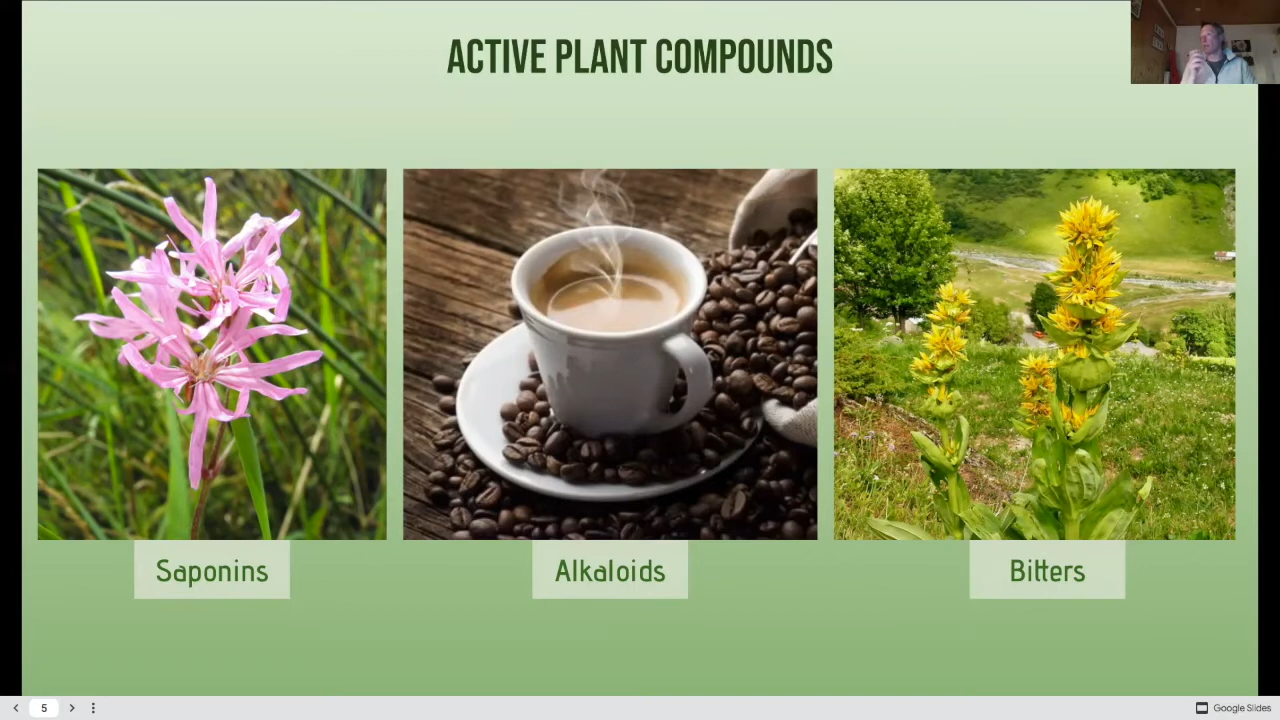 ACTIVE PLANT COMPOUNDS
Saponins
Alkaloids
Bitters
5
Google Slides